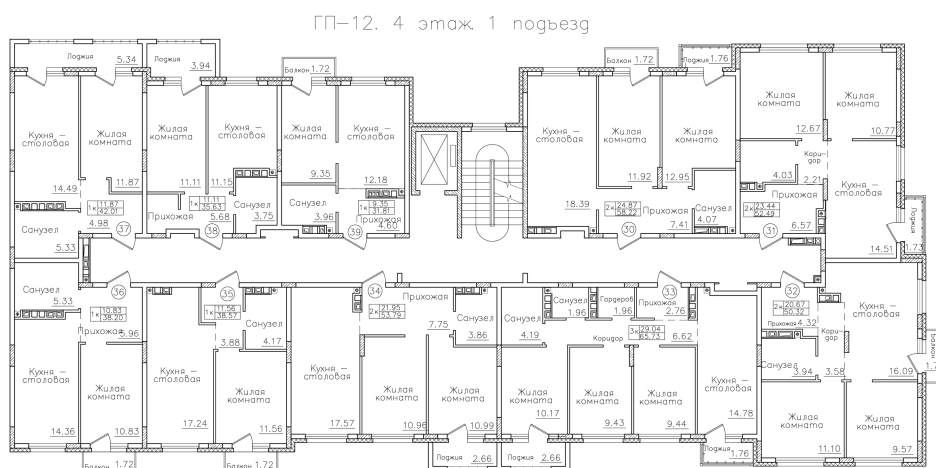 ГП-12. 4 этаж. 1 подъезд
Лоджия 5.34
Лоджия 3.94
Балкон 1.72
Балкон 1.72
Лоджия 1.76
Кухня – столовая
14.49
Жилая комната
11.87
Жилая комната
11.11
Кухня – столовая
11.15
Жилая комната
9.35
Кухня – столовая
12.18
Кухня – столовая
18.39
Жилая комната
11.92
Жилая комната
12.95
Жилая комната
12.67
Жилая комната
10.77
4.03
Кори-
дор
2.21
Кухня – столовая
14.51
Лоджия
1.73
1к 11.87 42.01
4.98
37
Санузел
5.33
1к 11.11 35.63
Прихожая
5.68
38
3.75
Санузел
3.96
1к 9.35 31.81
Прихожая
4.60
39
2к 24.87 58.22
Прихожая
7.41
30
Санузел
4.07
2к 23.44 52.49
6.57
31
Санузел
5.33
36
1к 10.83 38.20
Прихожая
5.96
35
1к 11.56 38.57
3.88
Санузел
4.17
34
2к 21.95 53.79
Прихожая
7.75
Санузел
3.86
Санузел
4.19
Санузел
1.96
Гардероб
1.96
Прихожая
2.76
33
Коридор
3к 29.04 65.73
6.62
32
2к 20.67 50.32
Прихожая 4.32
Кори-
дор
3.58
Санузел
3.94
Кухня – столовая
16.09
Балкон
1.7
Кухня – столовая
14.36
Жилая комната
10.83
Кухня – столовая
17.24
Жилая комната
11.56
Кухня – столовая
17.57
Жилая комната
10.96
Жилая комната
10.99
Жилая комната
10.17
Жилая комната
9.43
Жилая комната
9.44
Кухня – столовая
14.78
Жилая комната
11.10
Жилая комната
9.57
Балкон 1.72
Балкон 1.72
Лоджия 2.66
Лоджия 2.66
Лоджия 1.76